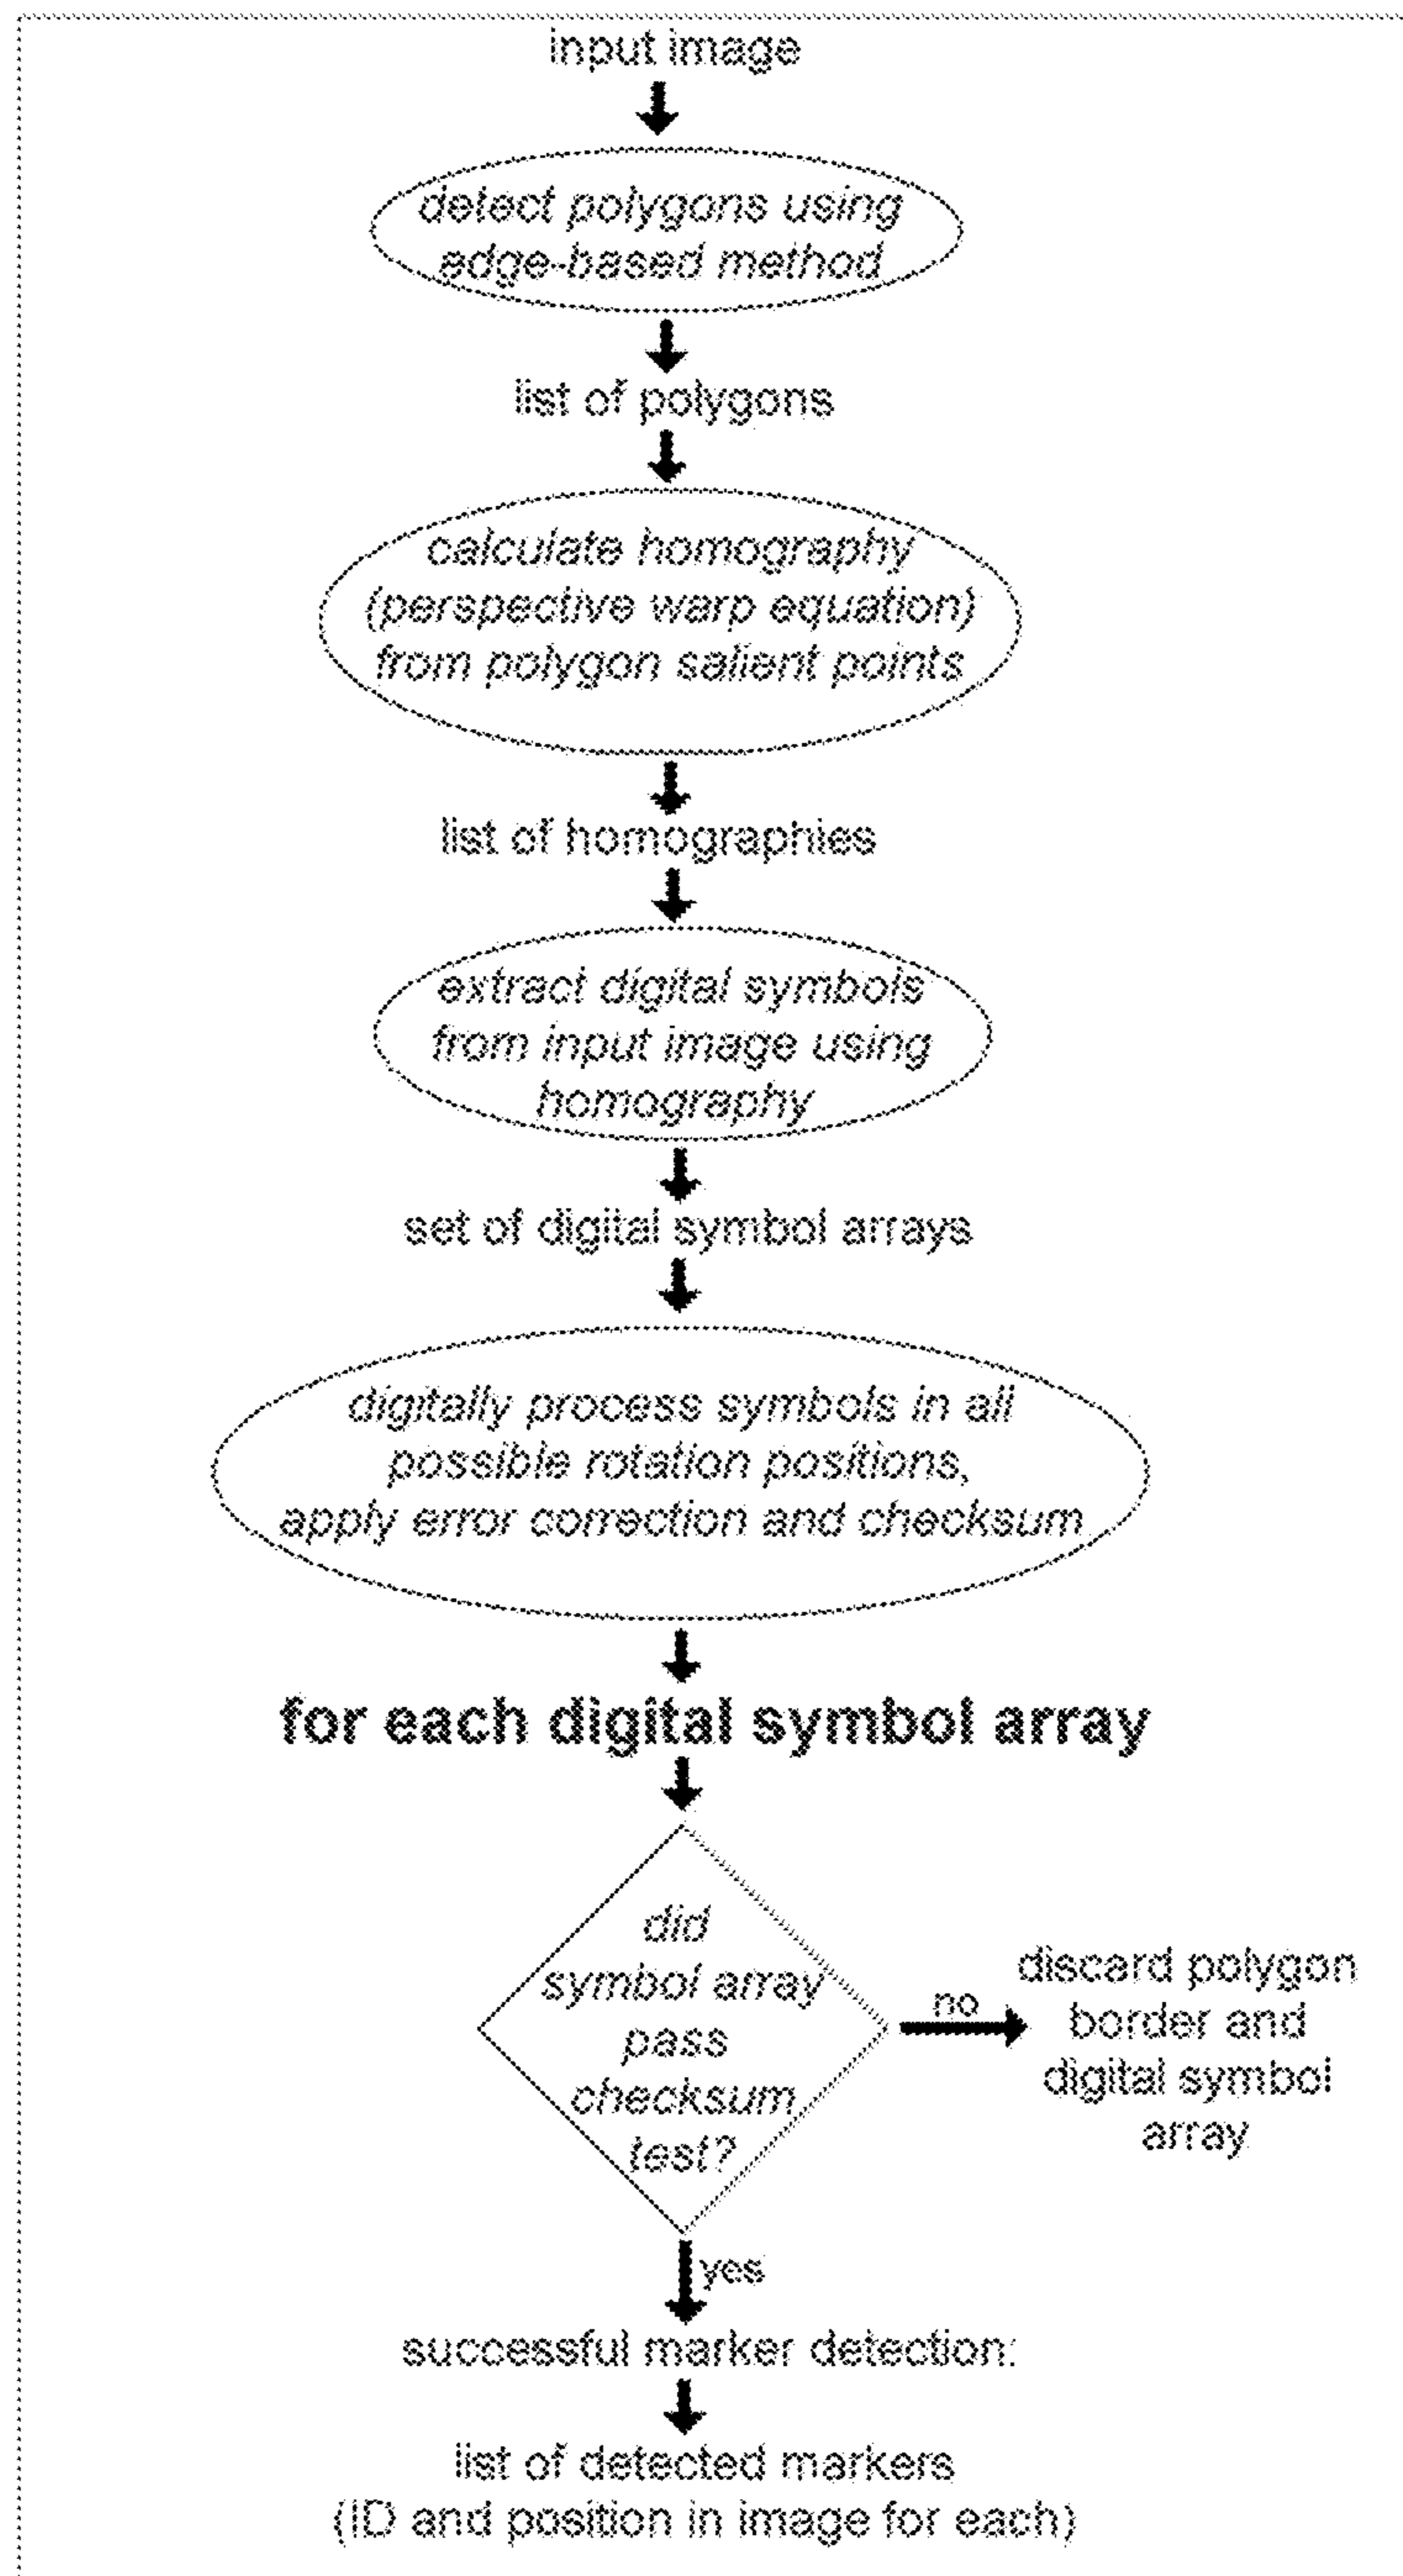 input image
detect polygons using
edge-based method
list of polygons
calculate homography
(perspective warp equation)
from polygon salient points
list of homographies
extract digital symbols
from input image using
homography
set of digital symbol arrays
digitally process symbols in all
possible rotation positions,
apply error correction and checksum
for each digital symbol array
did
symbol array
pass
checksum
test?
no
discard polygon
border and
digital symbol
array
yes
successful marker detection:
list of detected markers
(ID and position in image for each)